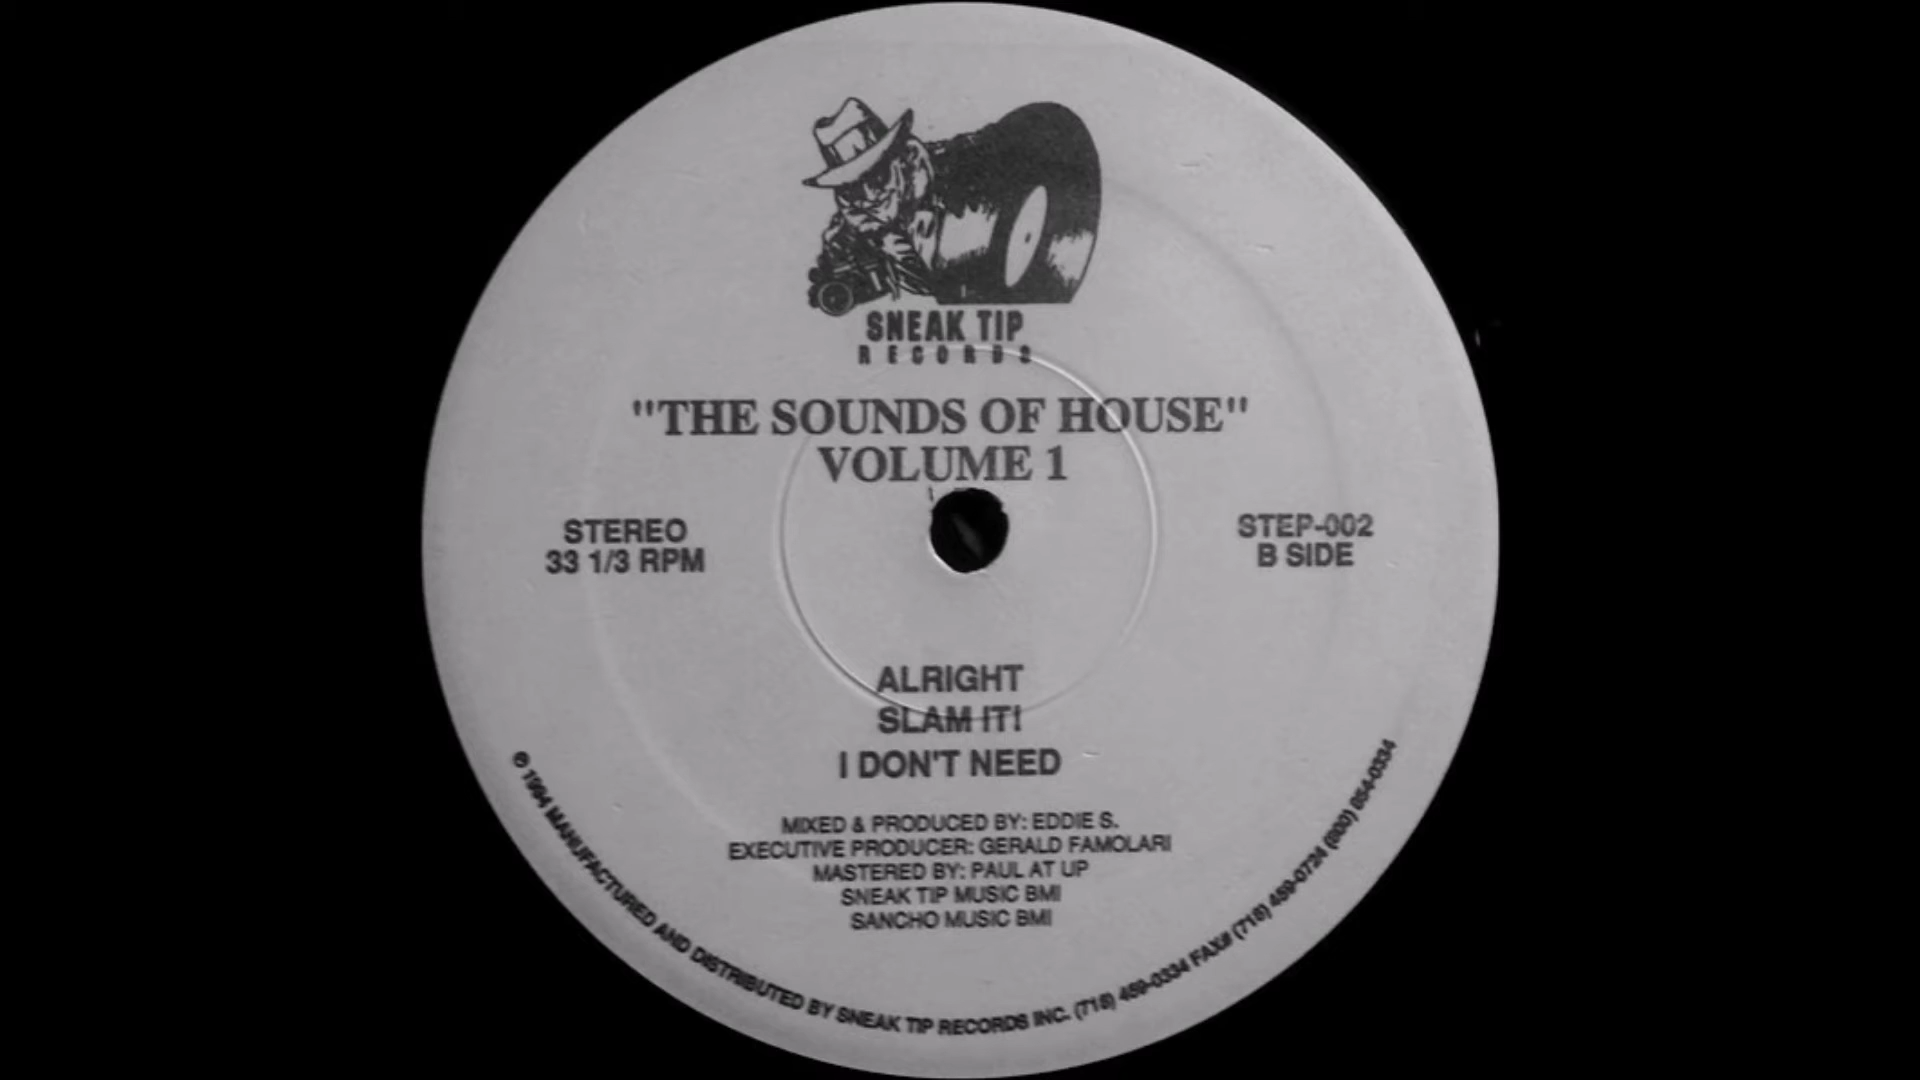 SNEAK TIP
RECORDS
"THE SOUNDS OF HOUSE"
VOLUME 1
STEREO
33 1/3 RPM
STEP-002
B SIDE
ALRIGHT
SLAM IT!
I DON'T NEED
MIXED & PRODUCED BY: EDDIE S.
EXECUTIVE PRODUCER: GERALD FAMOLARI
MASTERED BY: PAUL AT UP
SNEAK TIP MUSIC BMI
SANCHO MUSIC BMI
℗ 1994 MANUFACTURED AND DISTRIBUTED BY SNEAK TIP RECORDS INC. (718) 459-0334 FAX# (718) 459-0724 (800)